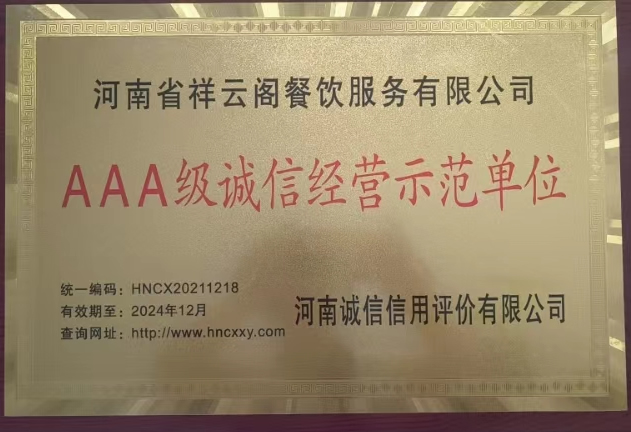 河南省祥云阁餐饮服务有限公司
AAA级诚信经营示范单位
统一编码：HNCX20211218
有效期至：2024年12月
查询网址：http://www.hncxxy.com
河南诚信信用评价有限公司